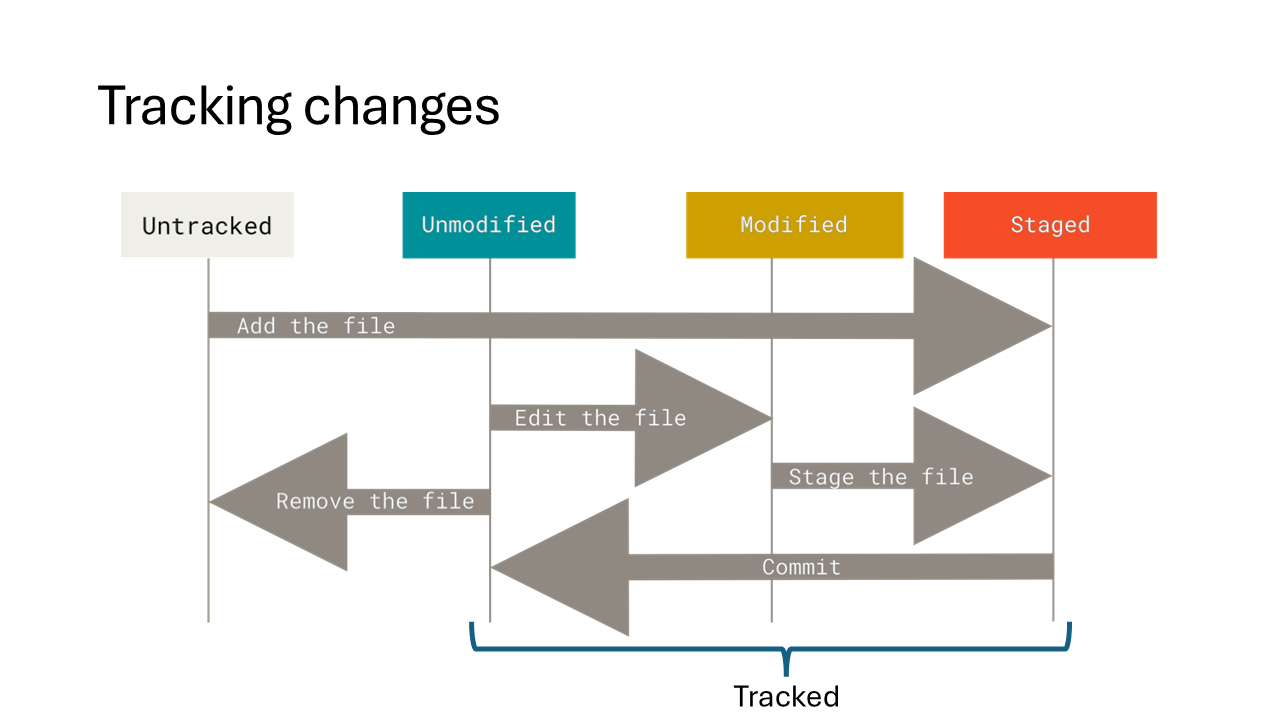 Tracking changes
Untracked
Unmodified
Modified
Staged
Add the file
Edit the file
Stage the file
Remove the file
Commit
Tracked